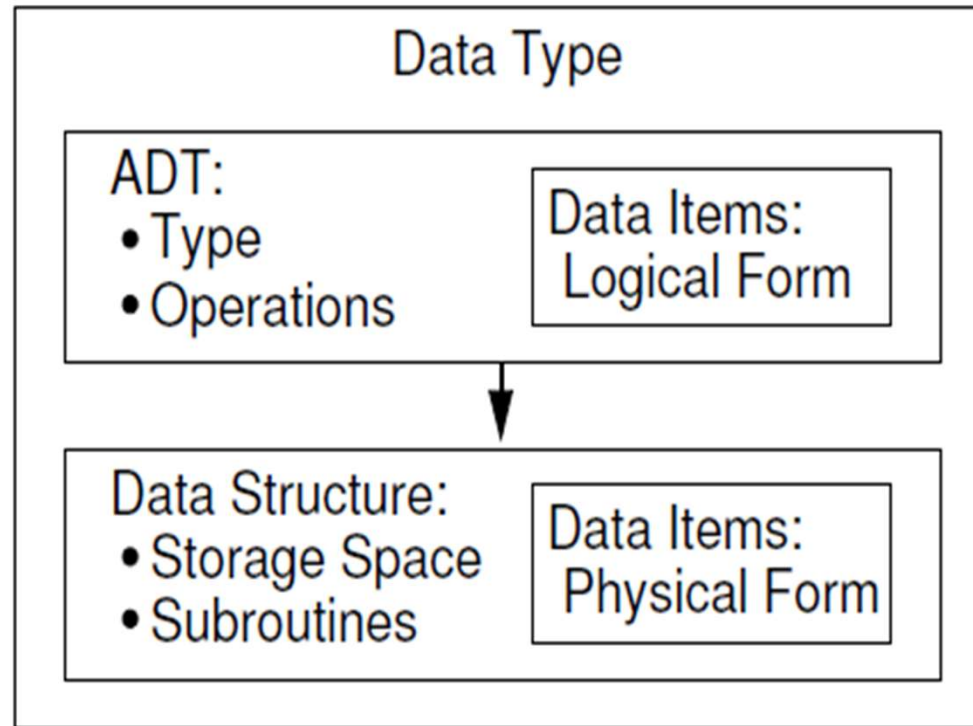 Data Type
ADT:
• Type
• Operations
Data Items:
Logical Form
Data Structure:
• Storage Space
• Subroutines
Data Items:
Physical Form